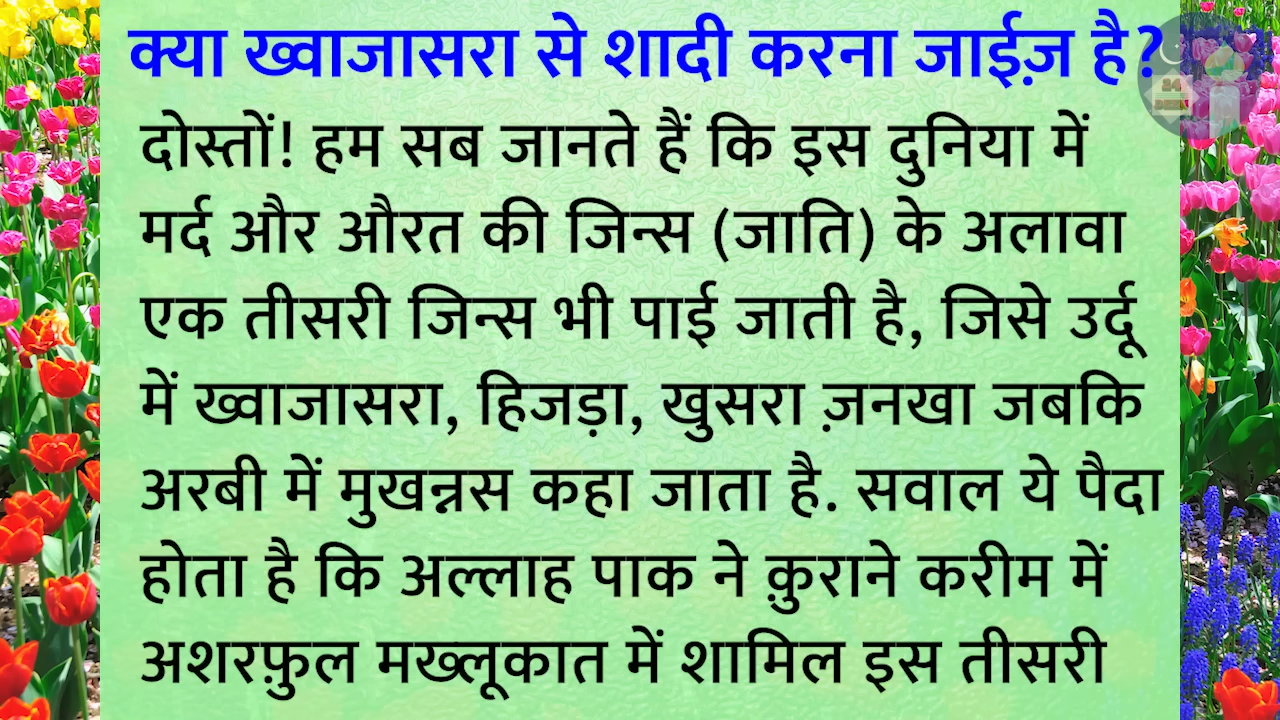 क्या ख्वाजासरा से शादी करना जाईज़ है?
दोस्तों! हम सब जानते हैं कि इस दुनिया में
मर्द और औरत की जिन्स (जाति) के अलावा
एक तीसरी जिन्स भी पाई जाती है, जिसे उर्दू
में ख्वाजासरा, हिजड़ा, खुसरा ज़नखा जबकि
अरबी में मुखन्नस कहा जाता है. सवाल ये पैदा
होता है कि अल्लाह पाक ने क़ुराने करीम में
अशरफ़ुल मख्लूकात में शामिल इस तीसरी